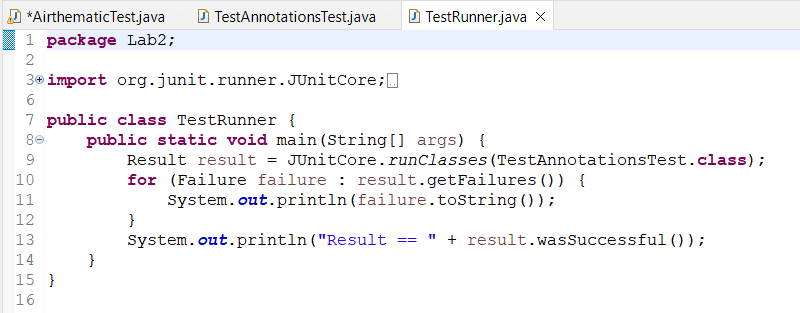 *AirthematicTest.java TestAnnotationsTest.java TestRunner.java
1 package Lab2;
2
3 import org.junit.runner.JUnitCore;
6
7 public class TestRunner {
8 public static void main(String[] args) {
9 Result result = JUnitCore.runClasses(TestAnnotationsTest.class);
10 for (Failure failure : result.getFailures()) {
11 System.out.println(failure.toString());
12 }
13 System.out.println("Result == " + result.wasSuccessful());
14 }
15 }
16